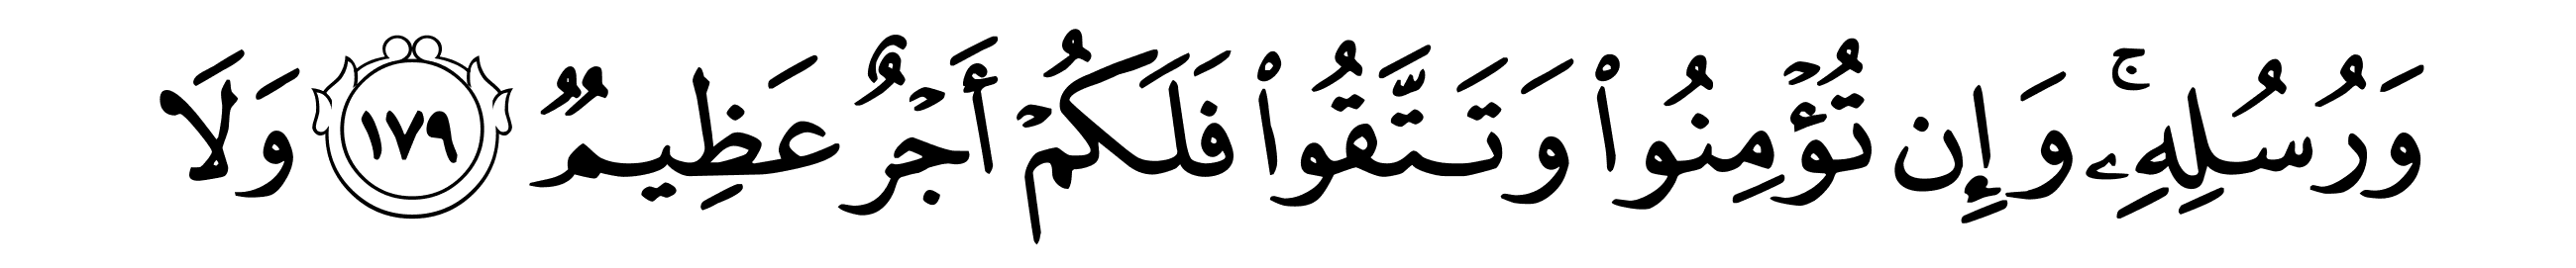 وَرُسُلِهِۦۚ وَإِن تُؤۡمِنُواْ وَتَتَّقُواْ فَلَكُمۡ أَجۡرٌ عَظِيمٞ ١٧٩ وَلَا